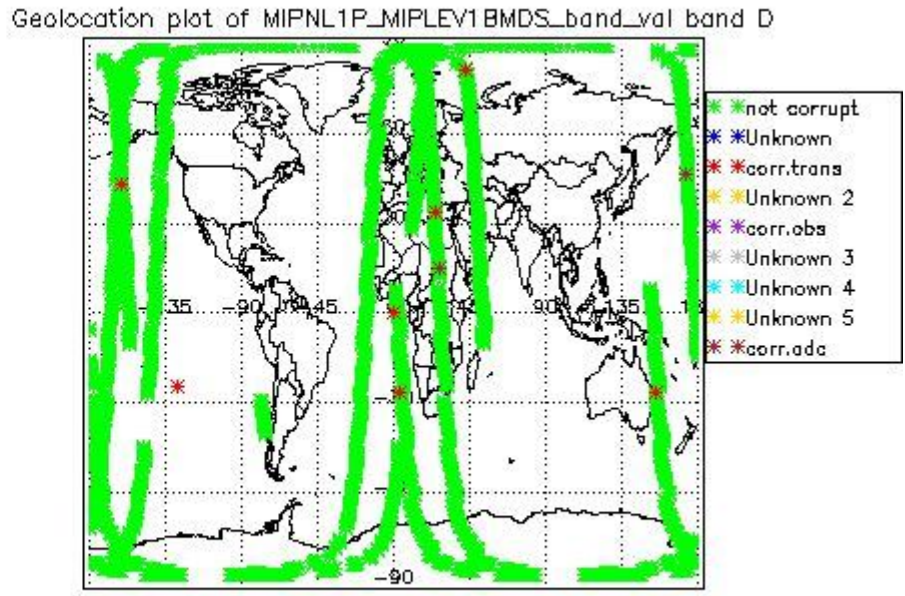 Geolocation plot of MIPNL1P_MIPLEV1BMDS_band_val band D
not corrupt
Unknown
corr.trans
Unknown 2
corr.obs
Unknown 3
Unknown 4
Unknown 5
corr.adc
-135 -90 -45 90 135
-90